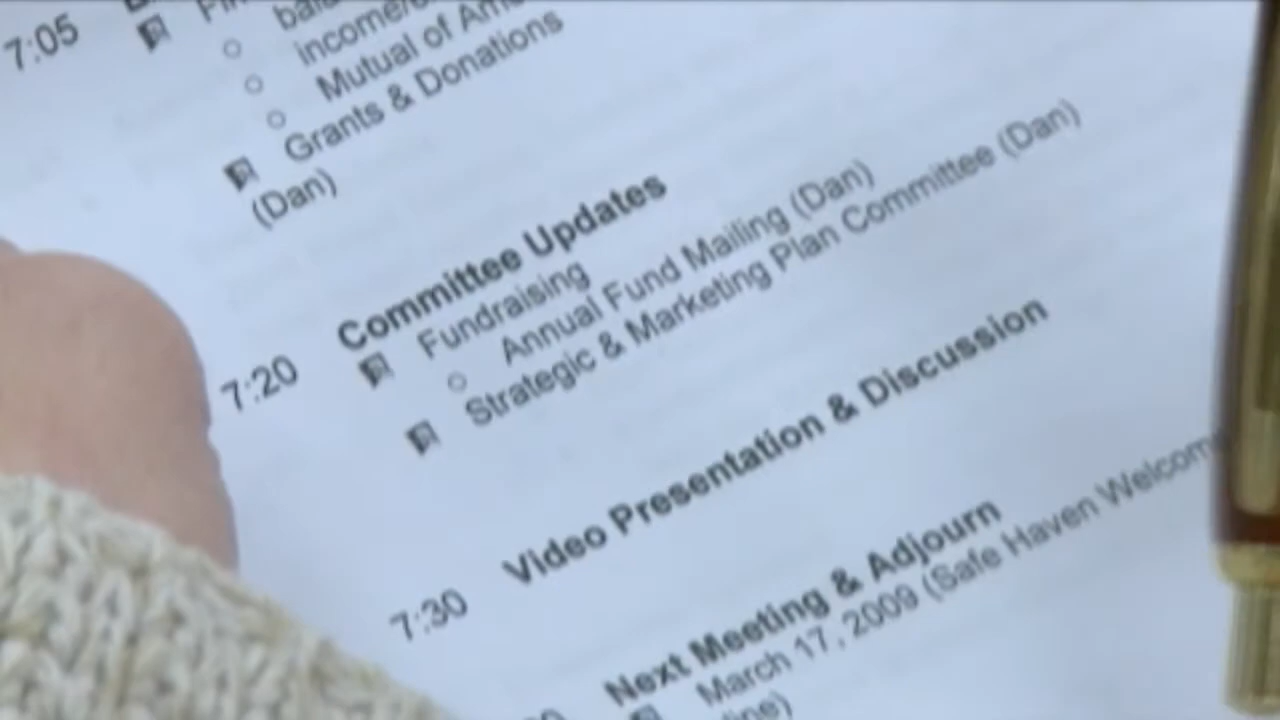 7:05
income/
Mutual of Am
Grants & Donations
(Dan)
7:20 Committee Updates
Fundraising
Annual Fund Mailing (Dan)
Strategic & Marketing Plan Committee (Dan)
7:30 Video Presentation & Discussion
Next Meeting & Adjourn
March 17, 2009 (Safe Haven Welcom